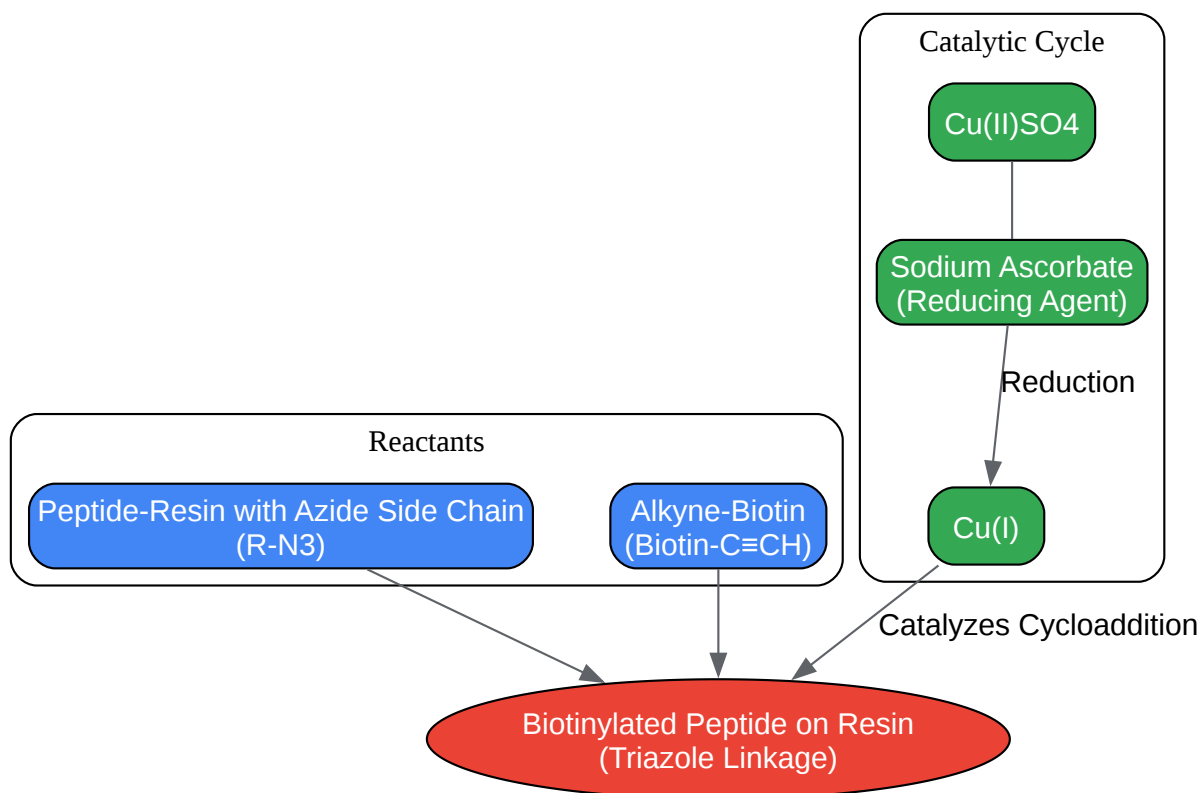 Catalytic Cycle
Cu(II)SO4
Sodium Ascorbate
(Reducing Agent)
Reduction
Reactants
Peptide-Resin with Azide Side Chain
(R-N3)
Alkyne-Biotin
(Biotin-C≡CH)
Cu(I)
Catalyzes Cycloaddition
Biotinylated Peptide on Resin
(Triazole Linkage)